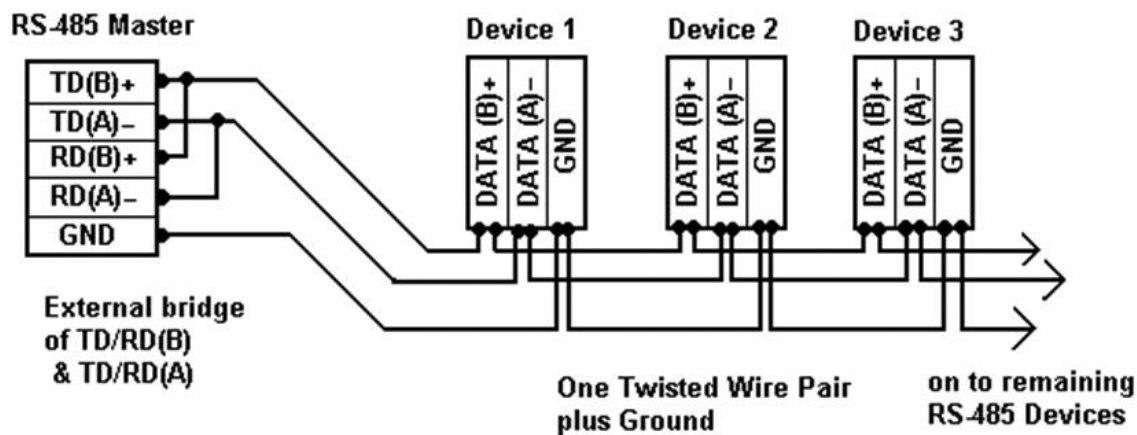 RS-485 Master
Device 1
Device 2
Device 3
TD(B)+
TD(A)-
RD(B)+
RD(A)-
GND
DATA (B)+
DATA (A)-
GND
DATA (B)+
DATA (A)-
GND
DATA (B)+
DATA (A)-
GND
External bridge
of TD/RD(B)
& TD/RD(A)
One Twisted Wire Pair
plus Ground
on to remaining
RS-485 Devices